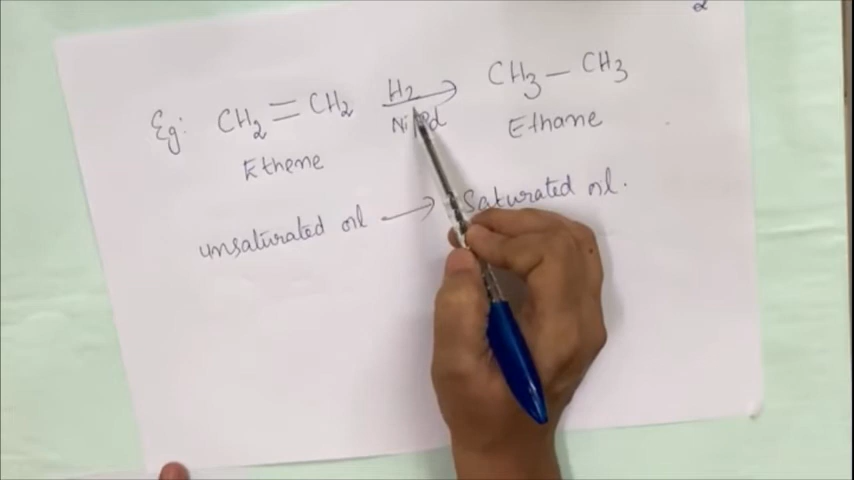 Eg: CH2=CH2 H2→ CH3-CH3
Ni Pd
Ethene Ethane
unsaturated oil → Saturated oil.